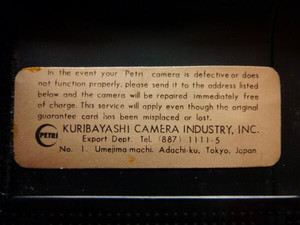 In the event your Petri camera is defective or does
not function properly, please send it to the address listed
below and the camera will be repaired immediately free
of charge. This service will apply even though the original
guarantee card has been misplaced or lost.
PETRI
KURIBAYASHI CAMERA INDUSTRY, INC.
Export Dept. Tel. (887) 1111-5
No. 1. Umejima-machi, Adachi-ku, Tokyo, Japan